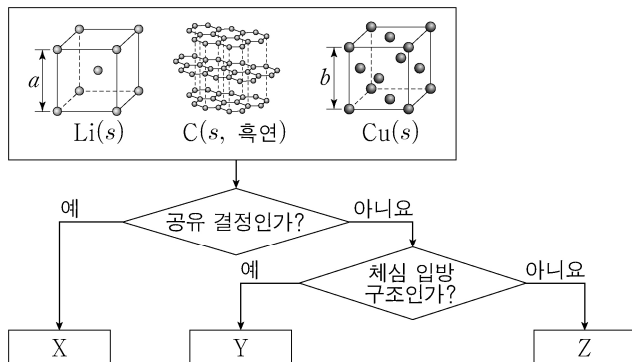 a
b
Li(s) C(s, 흑연) Cu(s)
예 공유 결정인가? 아니요
예 체심 입방 아니요
구조인가?
X Y Z